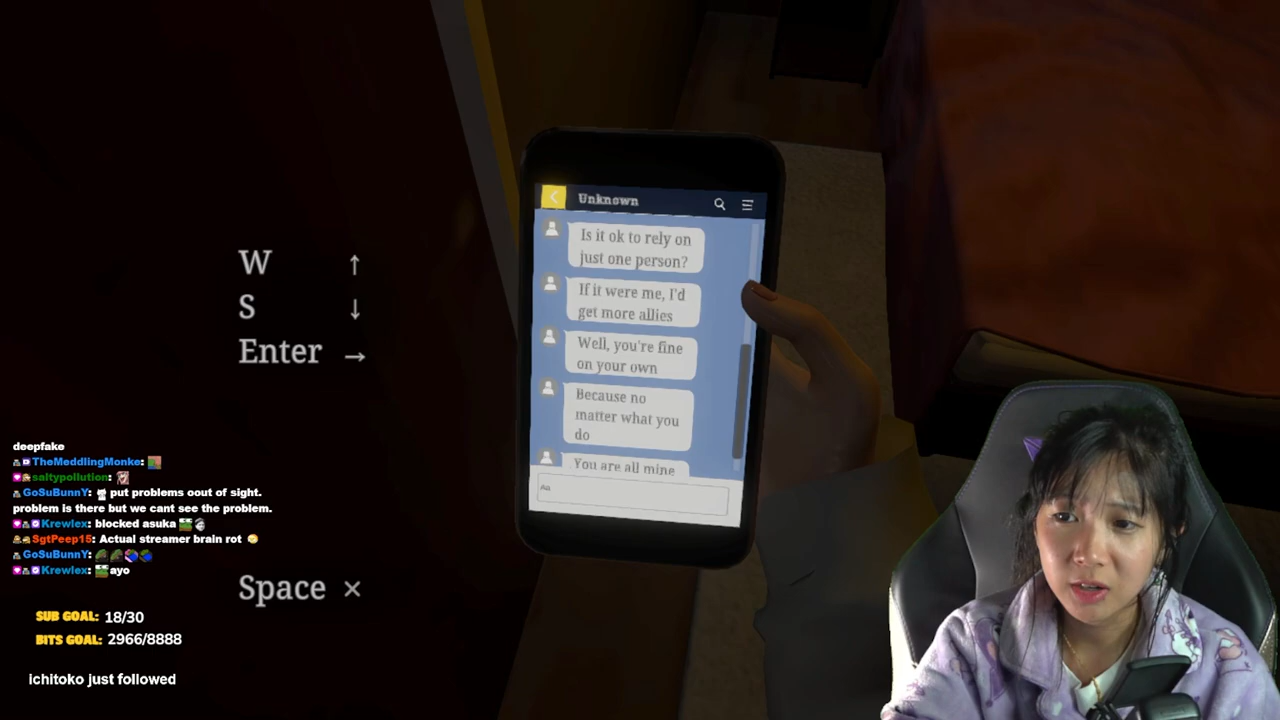 Unknown
Is it ok to rely on
just one person?
If it were me, I'd
get more allies
Well, you're fine
on your own
Because no
matter what you
do
You are all mine
Aa
W ↑
S ↓
Enter →
Space ×
deepfake
TheMeddlingMonke:
saltypollution:
GoSuBunnY: put problems oout of sight.
problem is there but we cant see the problem.
Krewlex: blocked asuka
SgtPeep15: Actual streamer brain rot
GoSuBunnY:
Krewlex: ayo
SUB GOAL: 18/30
BITS GOAL: 2966/8888
ichitoko just followed